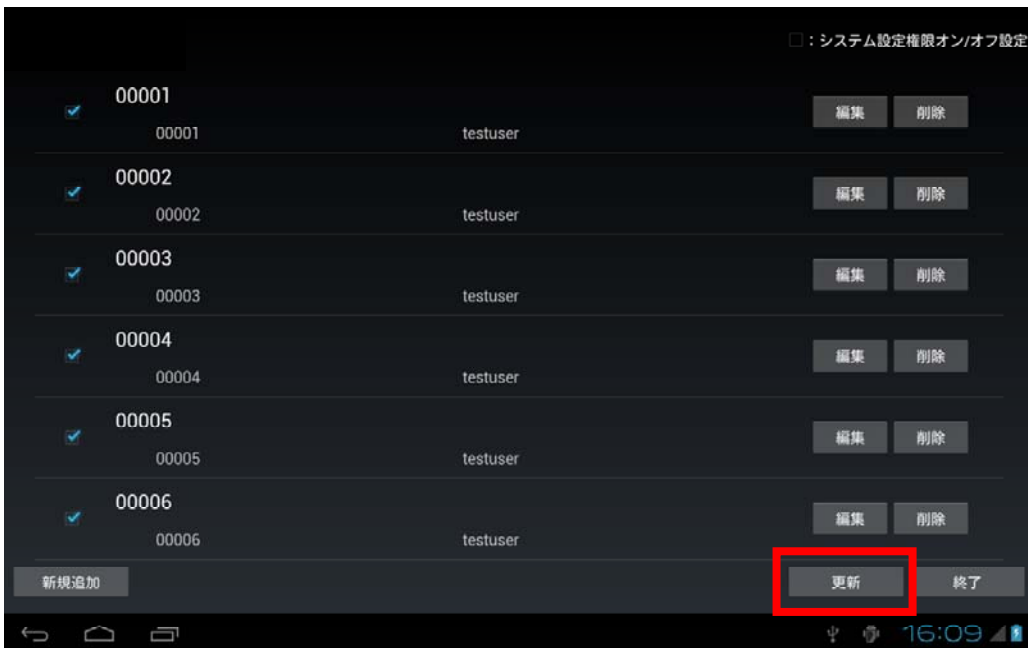 □：システム設定権限オン/オフ設定
00001
編集 削除
00001 testuser
00002
編集 削除
00002 testuser
00003
編集 削除
00003 testuser
00004
編集 削除
00004 testuser
00005
編集 削除
00005 testuser
00006
編集 削除
00006 testuser
新規追加 更新 終了
16:09